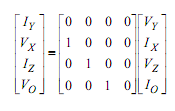 I_Y 0 0 0 0 V_Y
V_X = 1 0 0 0 I_X
I_Z 0 1 0 0 V_Z
V_O 0 0 1 0 I_O